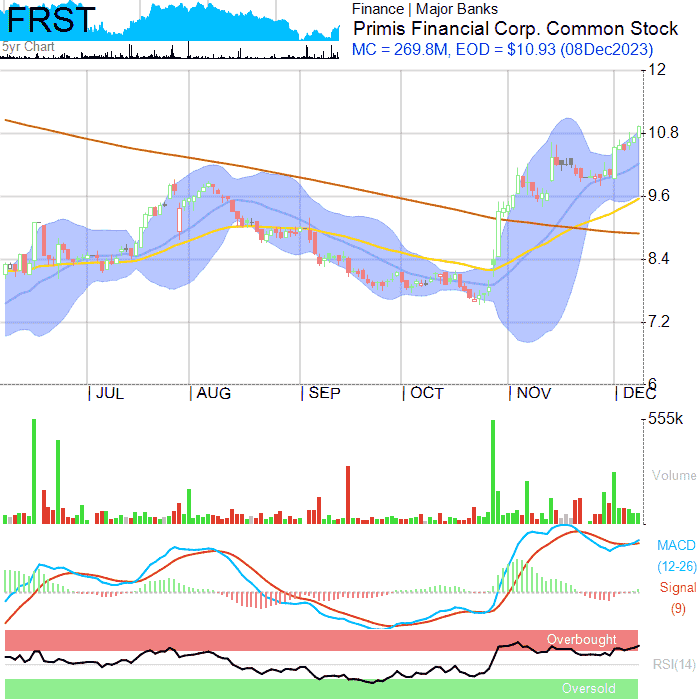 FRST
5yr Chart
Finance | Major Banks
Primis Financial Corp. Common Stock
MC = 269.8M, EOD = $10.93 (08Dec2023)
12
10.8
9.6
8.4
7.2
6
JUL AUG SEP OCT NOV DEC
555k
Volume
MACD
(12-26)
Signal
(9)
Overbought
RSI(14)
Oversold